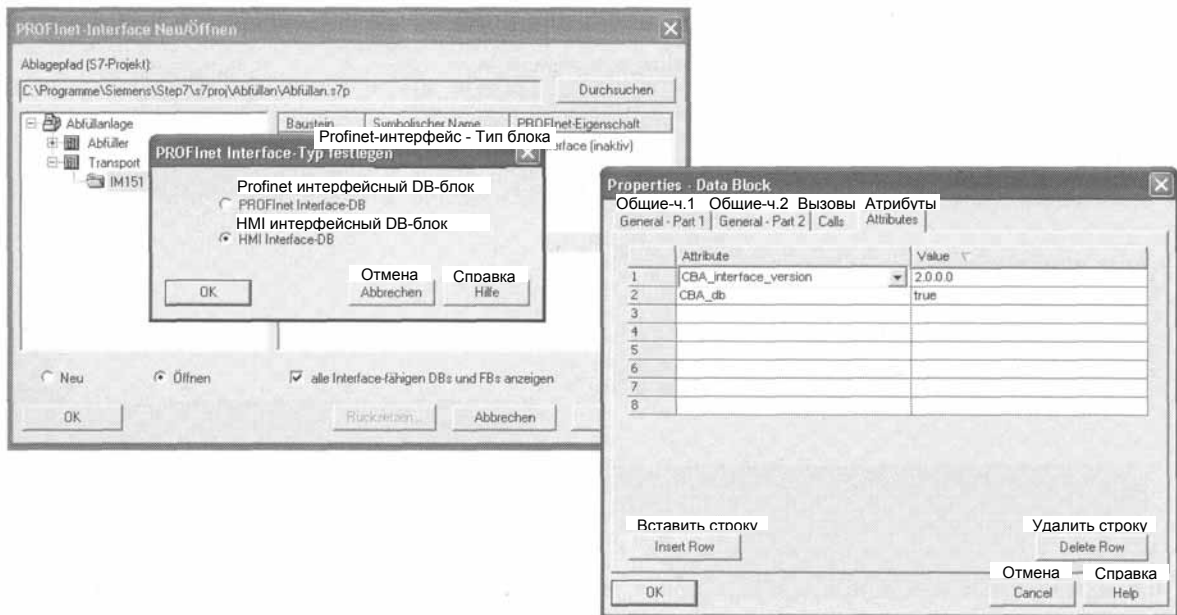 PROFInet-Interface Neu/Öffnen
Ablagepfad (S7-Projekt):
C:\Programme\Siemens\Step7\s7proj\Abfüllan\Abfüllan.s7p
Durchsuchen
Abfüllanlage
Abfüller
Transport
IM151
Baustein Symbolischer Name PROFInet-Eigenschaft
erface (inaktiv)
Profinet-интерфейс - Тип блока
PROFInet Interface-Typ festlegen
Profinet интерфейсный DB-блок
PROFInet Interface-DB
HMI интерфейсный DB-блок
HMI Interface-DB
Отмена Справка
OK Abbrechen Hilfe
Neu Öffnen alle Interface-fähigen DBs und FBs anzeigen
OK Rücksetzen... Abbrechen
Properties - Data Block
Общие-ч.1 Общие-ч.2 Вызовы Атрибуты
General - Part 1 General - Part 2 Calls Attributes
Attribute Value
1 CBA_interface_version 2.0.0.0
2 CBA_db true
3
4
5
6
7
8
Вставить строку Удалить строку
Insert Row Delete Row
Отмена Справка
OK Cancel Help